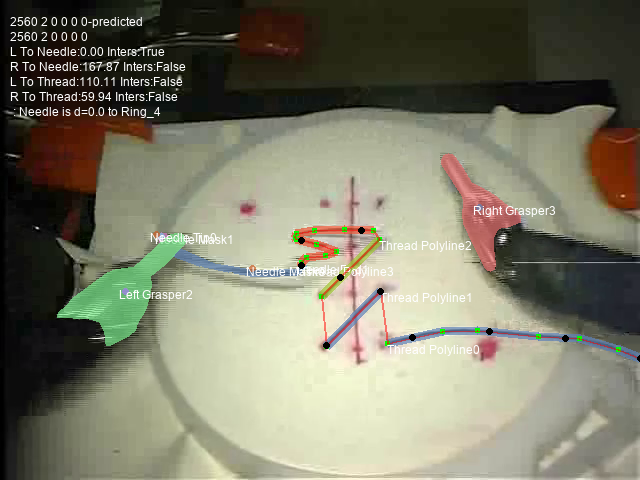 2560 2 0 0 0 0-predicted
2560 2 0 0 0 0
L To Needle:0.00 Inters:True
R To Needle:167.87 Inters:False
L To Thread:110.11 Inters:False
R To Thread:59.94 Inters:False
: Needle is d=0.0 to Ring_4
Right Grasper3
Thread Polyline2
Left Grasper2
Thread Polyline1
Thread Polyline0